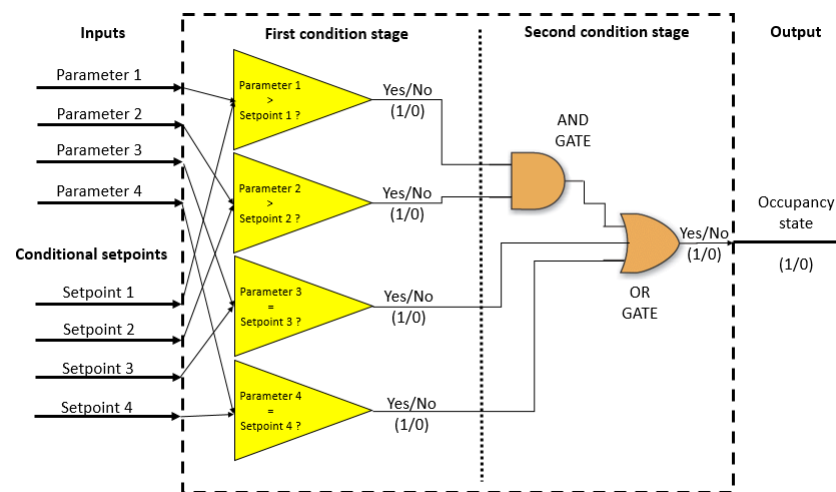 Inputs
First condition stage
Second condition stage
Output
Parameter 1
Parameter 2
Parameter 3
Parameter 4
Conditional setpoints
Setpoint 1
Setpoint 2
Setpoint 3
Setpoint 4
Parameter 1
>
Setpoint 1 ?
Yes/No
(1/0)
Parameter 2
>
Setpoint 2 ?
Yes/No
(1/0)
Parameter 3
=
Setpoint 3 ?
Yes/No
(1/0)
Parameter 4
=
Setpoint 4 ?
Yes/No
(1/0)
AND
GATE
OR
GATE
Yes/No
(1/0)
Occupancy
state
(1/0)